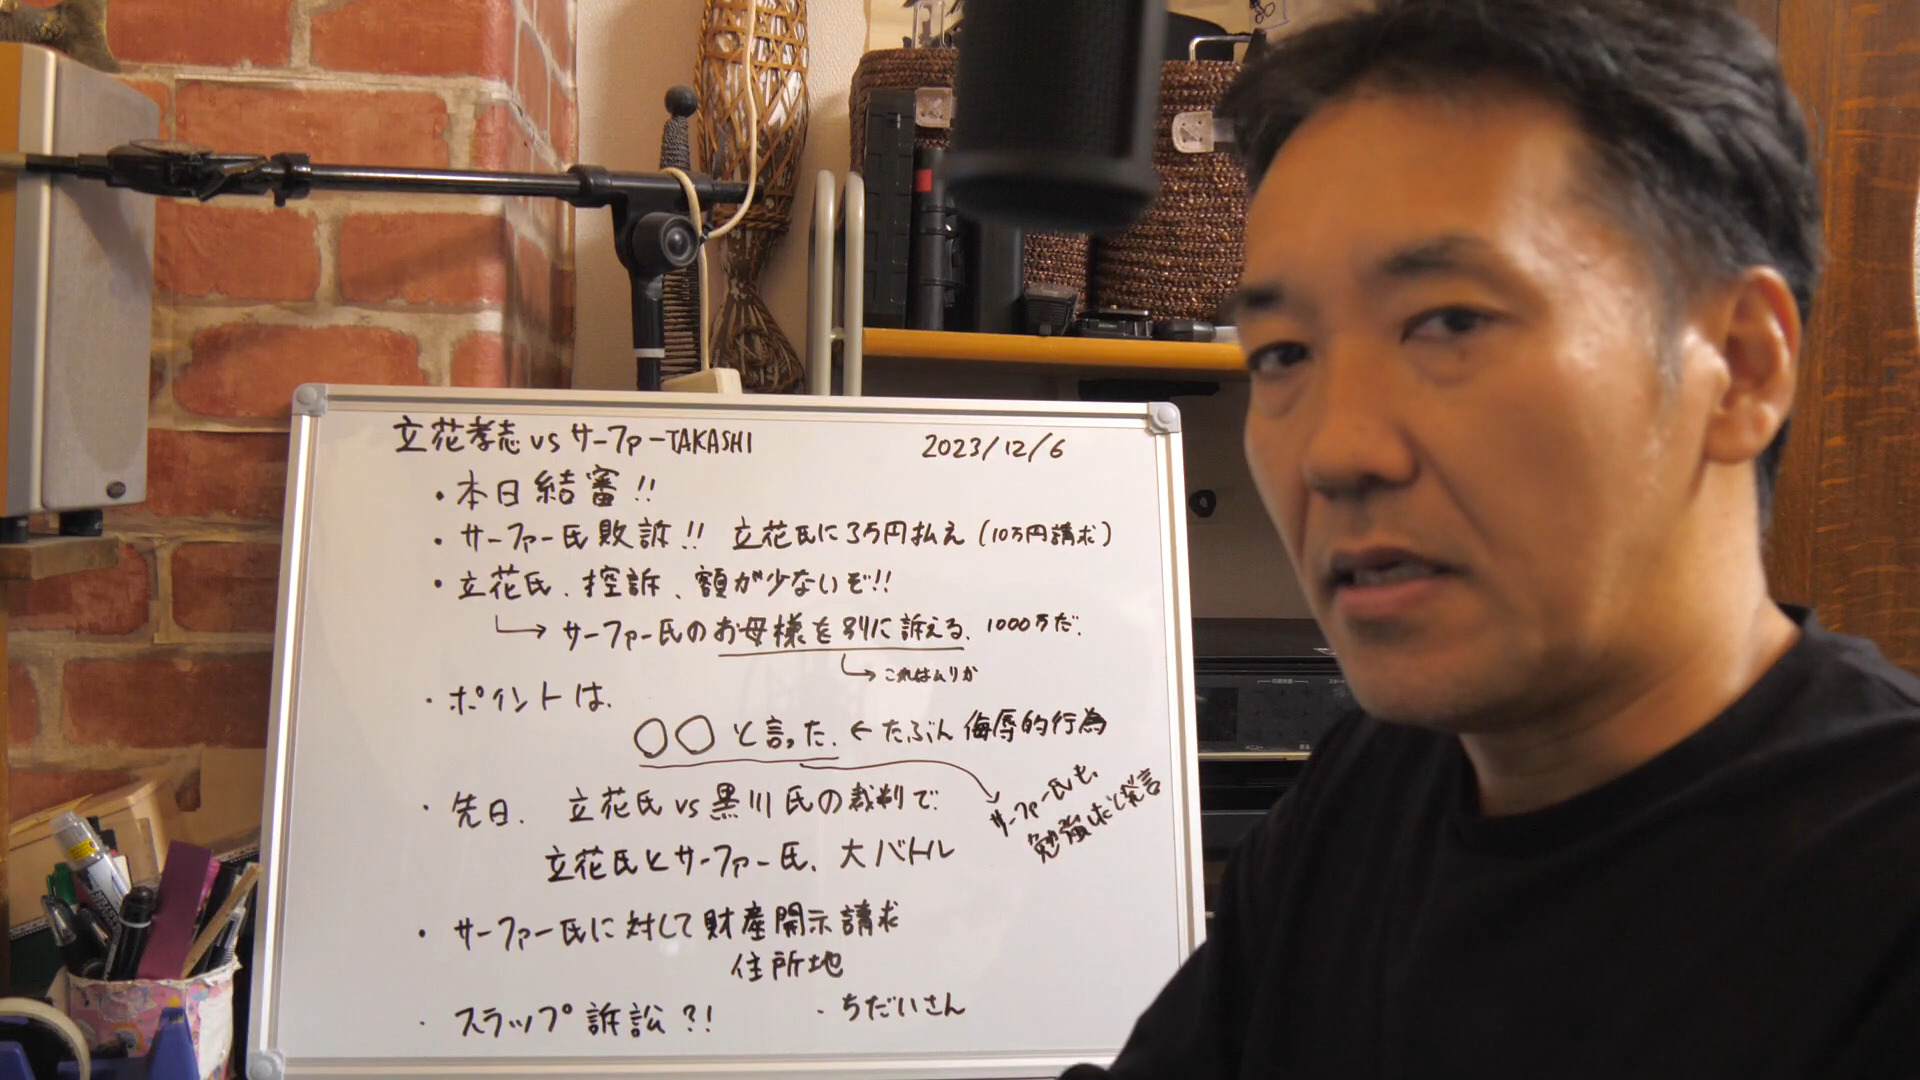 立花孝志 vs サーファーTAKASHI 2023/12/6
・本日結審!!
・サーファー氏敗訴!! 立花氏に3万円払え(10万円請求)
・立花氏、控訴、額が少ないぞ!!
→サーファー氏のお母様を別に訴える、1000万だ.
→これはムリか
・ポイントは、
〇〇と言った. ←たぶん侮辱的行為
サーファー氏も、
勉強
発言
・先日、立花氏vs黒川氏の裁判で
立花氏とサーファー氏、大バトル
・サーファー氏に対して財産開示請求
住所地
・スラップ訴訟?! ・ちだいさん